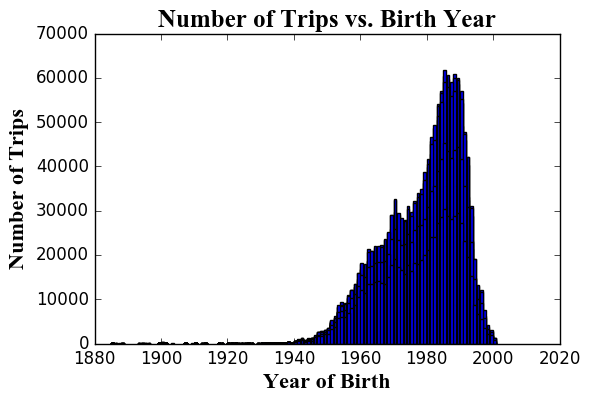 Number of Trips vs. Birth Year
70000
60000
50000
40000
30000
20000
10000
0
Number of Trips
1880 1900 1920 1940 1960 1980 2000 2020
Year of Birth